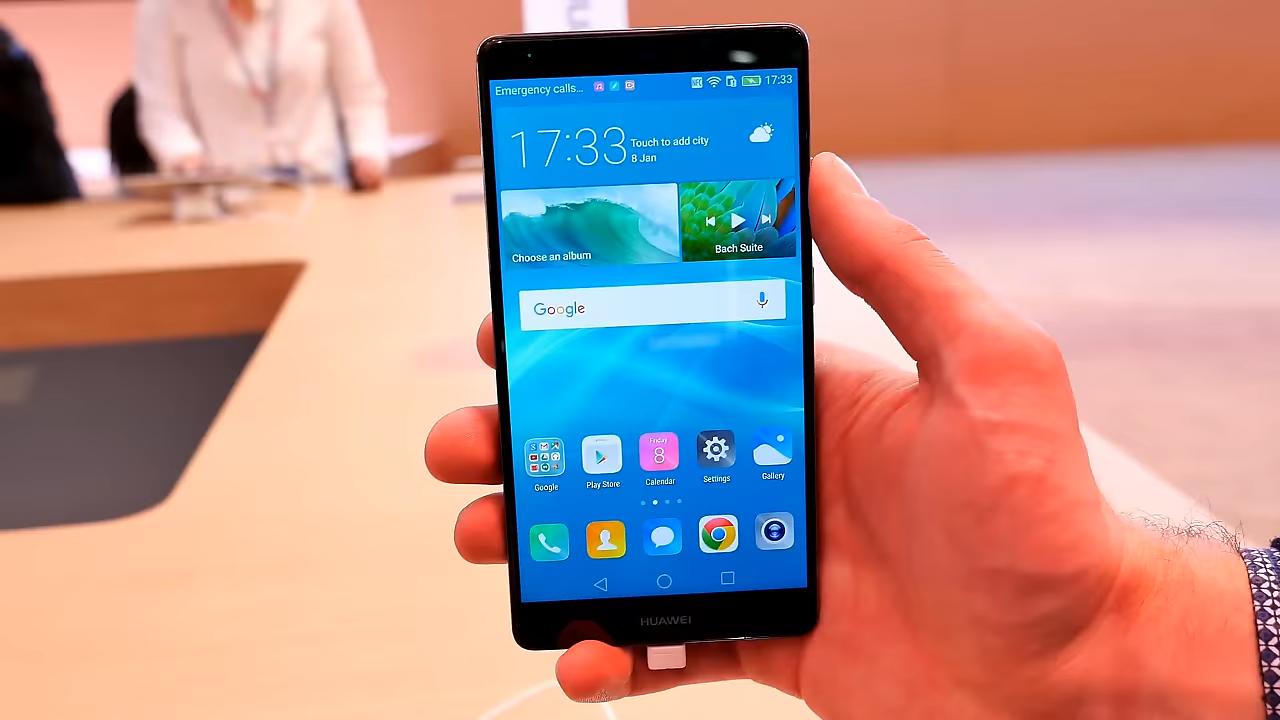 Emergency calls... 17:33
17:33
Touch to add city
8 Jan
Choose an album
Bach Suite
Google
Friday
8
Google
Play Store
Calendar
Settings
Gallery
HUAWEI